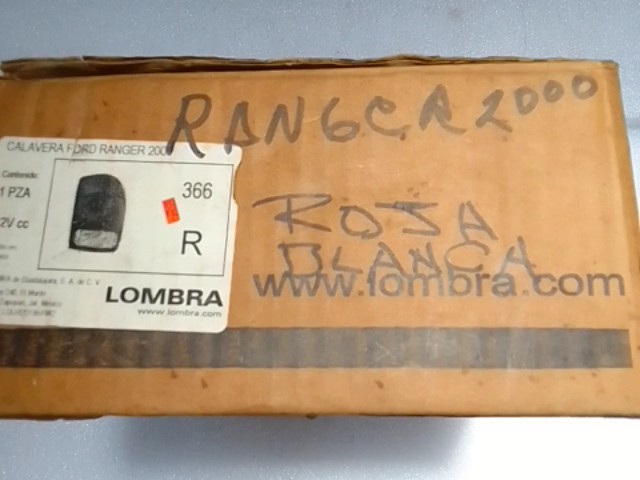 RANGER 2000
CALAVERA FORD RANGER 200
Contenido:
1 PZA
2V cc
366
R
ROJA
BLANCA
LOMBRA
www.lombra.com
www.lombra.com